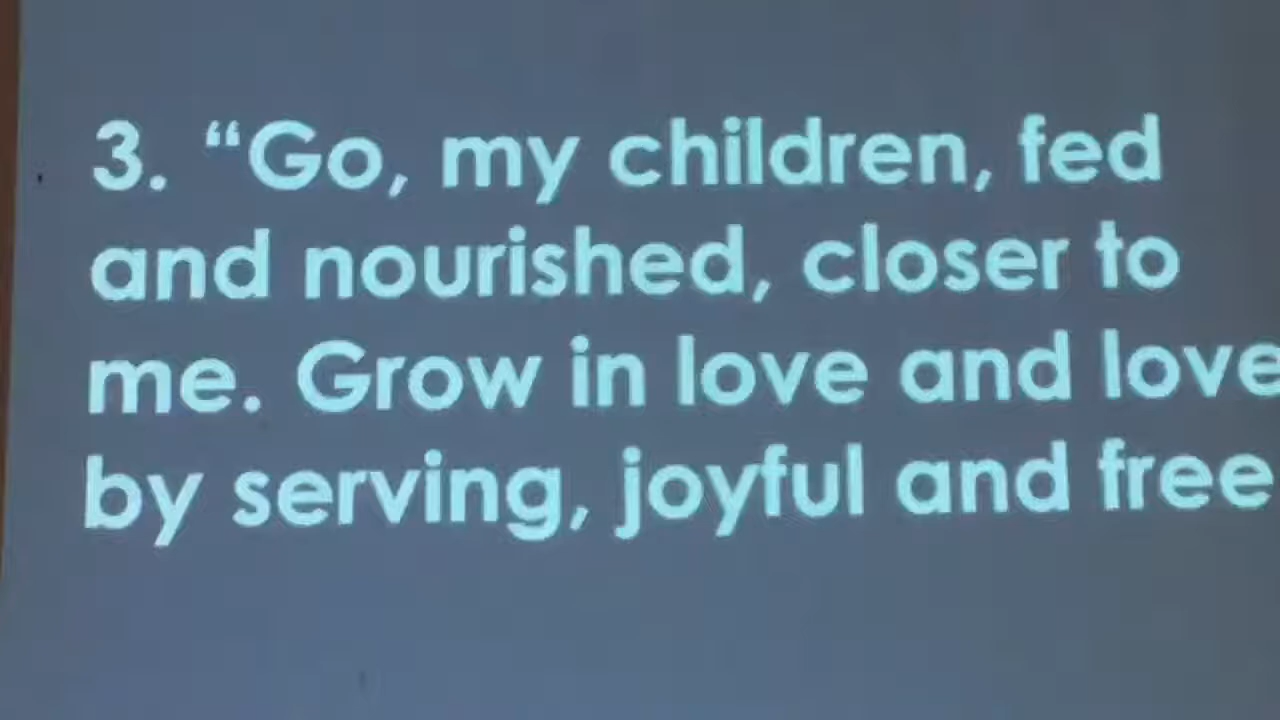 3. “Go, my children, fed
and nourished, closer to
me. Grow in love and love
by serving, joyful and free